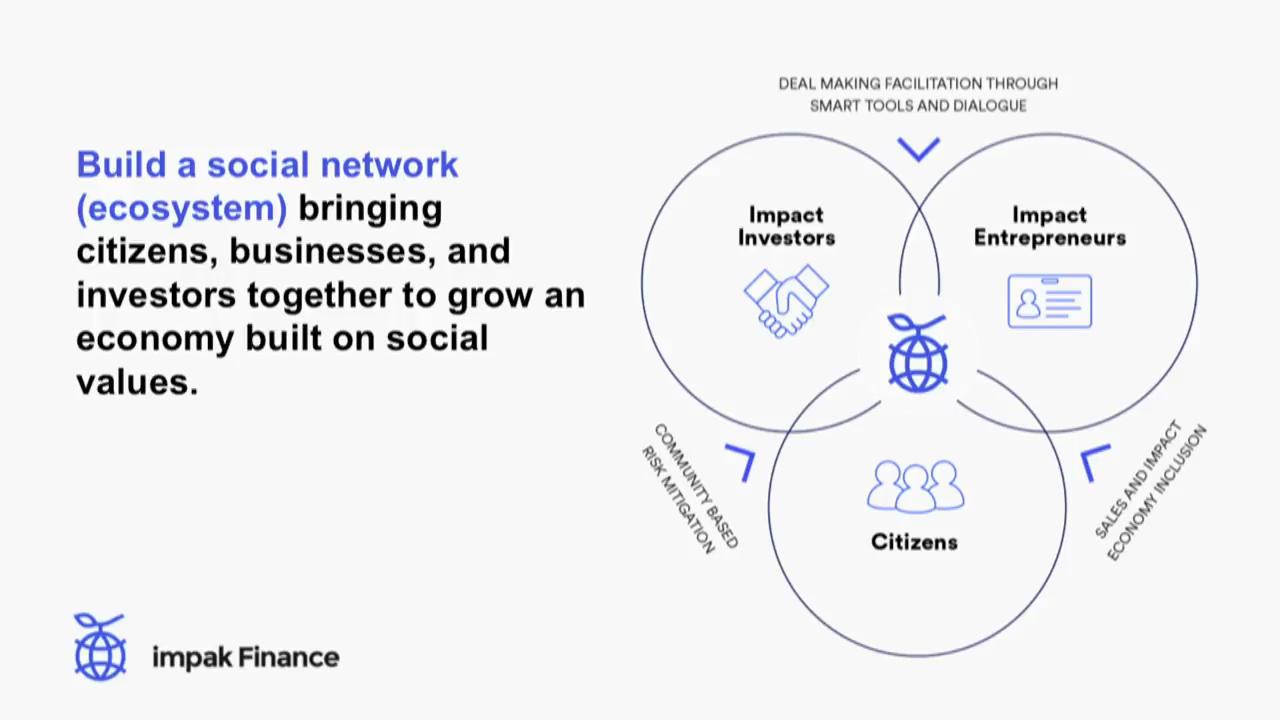 Build a social network
(ecosystem) bringing
citizens, businesses, and
investors together to grow an
economy built on social
values.
DEAL MAKING FACILITATION THROUGH
SMART TOOLS AND DIALOGUE
Impact
Investors
Impact
Entrepreneurs
COMMUNITY BASED
RISK MITIGATION
SALES AND IMPACT
ECONOMY INCLUSION
Citizens
impak Finance